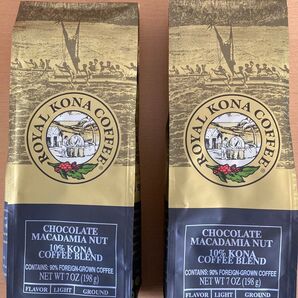 ROYAL KONA COFFEE
CHOCOLATE
MACADAMIA NUT
10% KONA
COFFEE BLEND
CONTAINS: 90% FOREIGN-GROWN COFFEE
NET WT 7 OZ (198 g)
FLAVOR LIGHT GROUND
ROYAL KONA COFFEE
CHOCOLATE
MACADAMIA NUT
10% KONA
COFFEE BLEND
CONTAINS: 90% FOREIGN-GROWN COFFEE
NET WT 7 OZ (198 g)
FLAVOR LIGHT GROUND